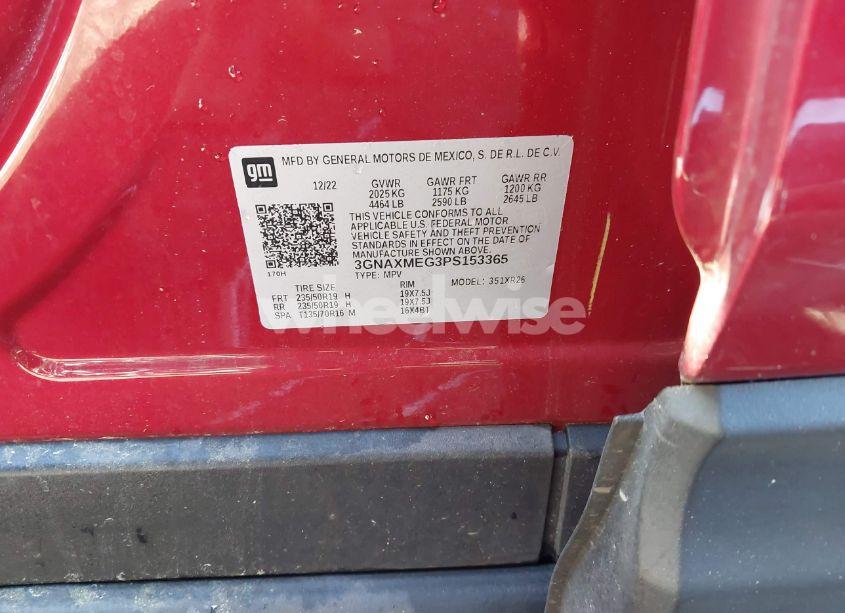 gm
MFD BY GENERAL MOTORS DE MEXICO, S. DE R.L. DE C.V.
12/22 GVWR GAWR FRT GAWR RR
2025 KG 1175 KG 1200 KG
4464 LB 2590 LB 2645 LB
THIS VEHICLE CONFORMS TO ALL
APPLICABLE U.S. FEDERAL MOTOR
VEHICLE SAFETY AND THEFT PREVENTION
STANDARDS IN EFFECT ON THE DATE OF
MANUFACTURE SHOWN ABOVE.
3GNAXMEG3PS153365
170H TYPE: MPV MODEL: 351XR26
TIRE SIZE RIM
FRT 235/50R19 H 19X7.5J
RR 235/50R19 H 19X7.5J
SPA T135/70R16 M 16X4BT
wheelwise